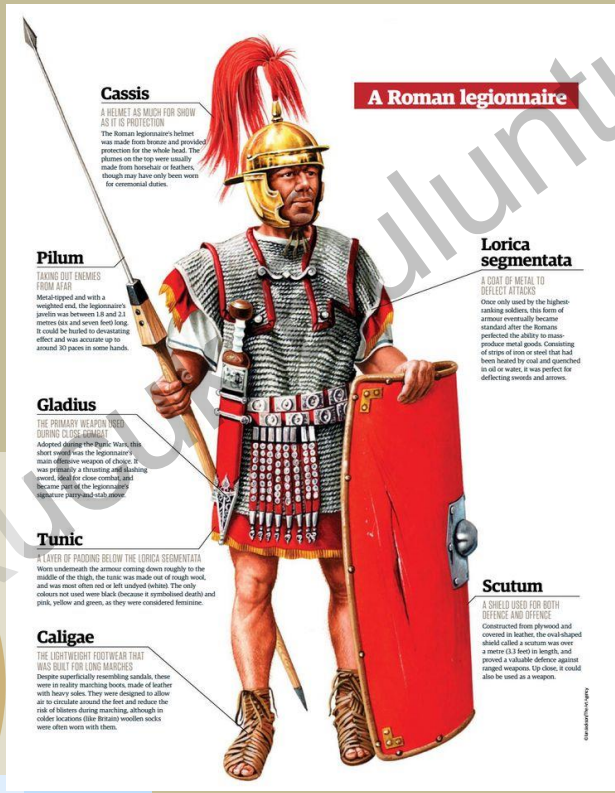 A Roman legionnaire
Cassis
A HELMET AS MUCH FOR SHOW
AS IT IS PROTECTION
The Roman legionnaire's helmet
was made from bronze and provided
protection for the whole head. The
plumes on the top were usually
made from horsehair or feathers,
though may have only been worn
for ceremonial duties.
Pilum
TAKING OUT ENEMIES
FROM AFAR
Metal-tipped and with a
weighted end, the legionnaire's
javelin was between 1.8 and 2.1
metres (six and seven feet) long.
It could be hurled to devastating
effect and was accurate up to
around 30 paces in some hands.
Lorica
segmentata
A COAT OF METAL TO
DEFLECT ATTACKS
Once only used by the highest-
ranking soldiers, this form of
armour eventually became
standard after the Romans
perfected the ability to mass-
produce metal goods. Consisting
of strips of iron or steel that had
been heated by coal and quenched
in oil or water, it was perfect for
deflecting swords and arrows.
Gladius
THE PRIMARY WEAPON USED
DURING CLOSE COMBAT
Adopted during the Punic Wars, this
short sword was the legionnaire's
main offensive weapon of choice. It
was primarily a thrusting and slashing
sword, ideal for close combat, and
became part of the legionnaire's
signature parry-and-stab move.
Tunic
A LAYER OF PADDING BELOW THE LORICA SEGMENTATA
Worn underneath the armour coming down roughly to the
middle of the thigh, the tunic was made out of rough wool,
and was most often red or left undyed (white). The only
colours not used were black (because it symbolised death) and
pink, yellow and green, as they were considered feminine.
Caligae
THE LIGHTWEIGHT FOOTWEAR THAT
WAS BUILT FOR LONG MARCHES
Despite superficially resembling sandals, these
were in reality marching boots, made of leather
with heavy soles. They were designed to allow
air to circulate around the feet and reduce the
risk of blisters during marching, although in
colder locations (like Britain) woollen socks
were often worn with them.
Scutum
A SHIELD USED FOR BOTH
DEFENCE AND OFFENCE
Constructed from plywood and
covered in leather, the oval-shaped
shield called a scutum was over
a metre (3.3 feet) in length, and
proved a valuable defence against
ranged weapons. Up close, it could
also be used as a weapon.